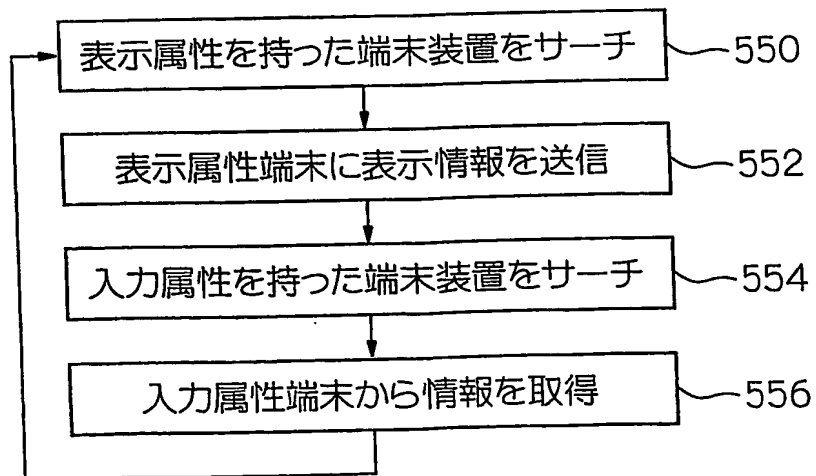 表示属性を持った端末装置をサーチ 550
表示属性端末に表示情報を送信 552
入力属性を持った端末装置をサーチ 554
入力属性端末から情報を取得 556